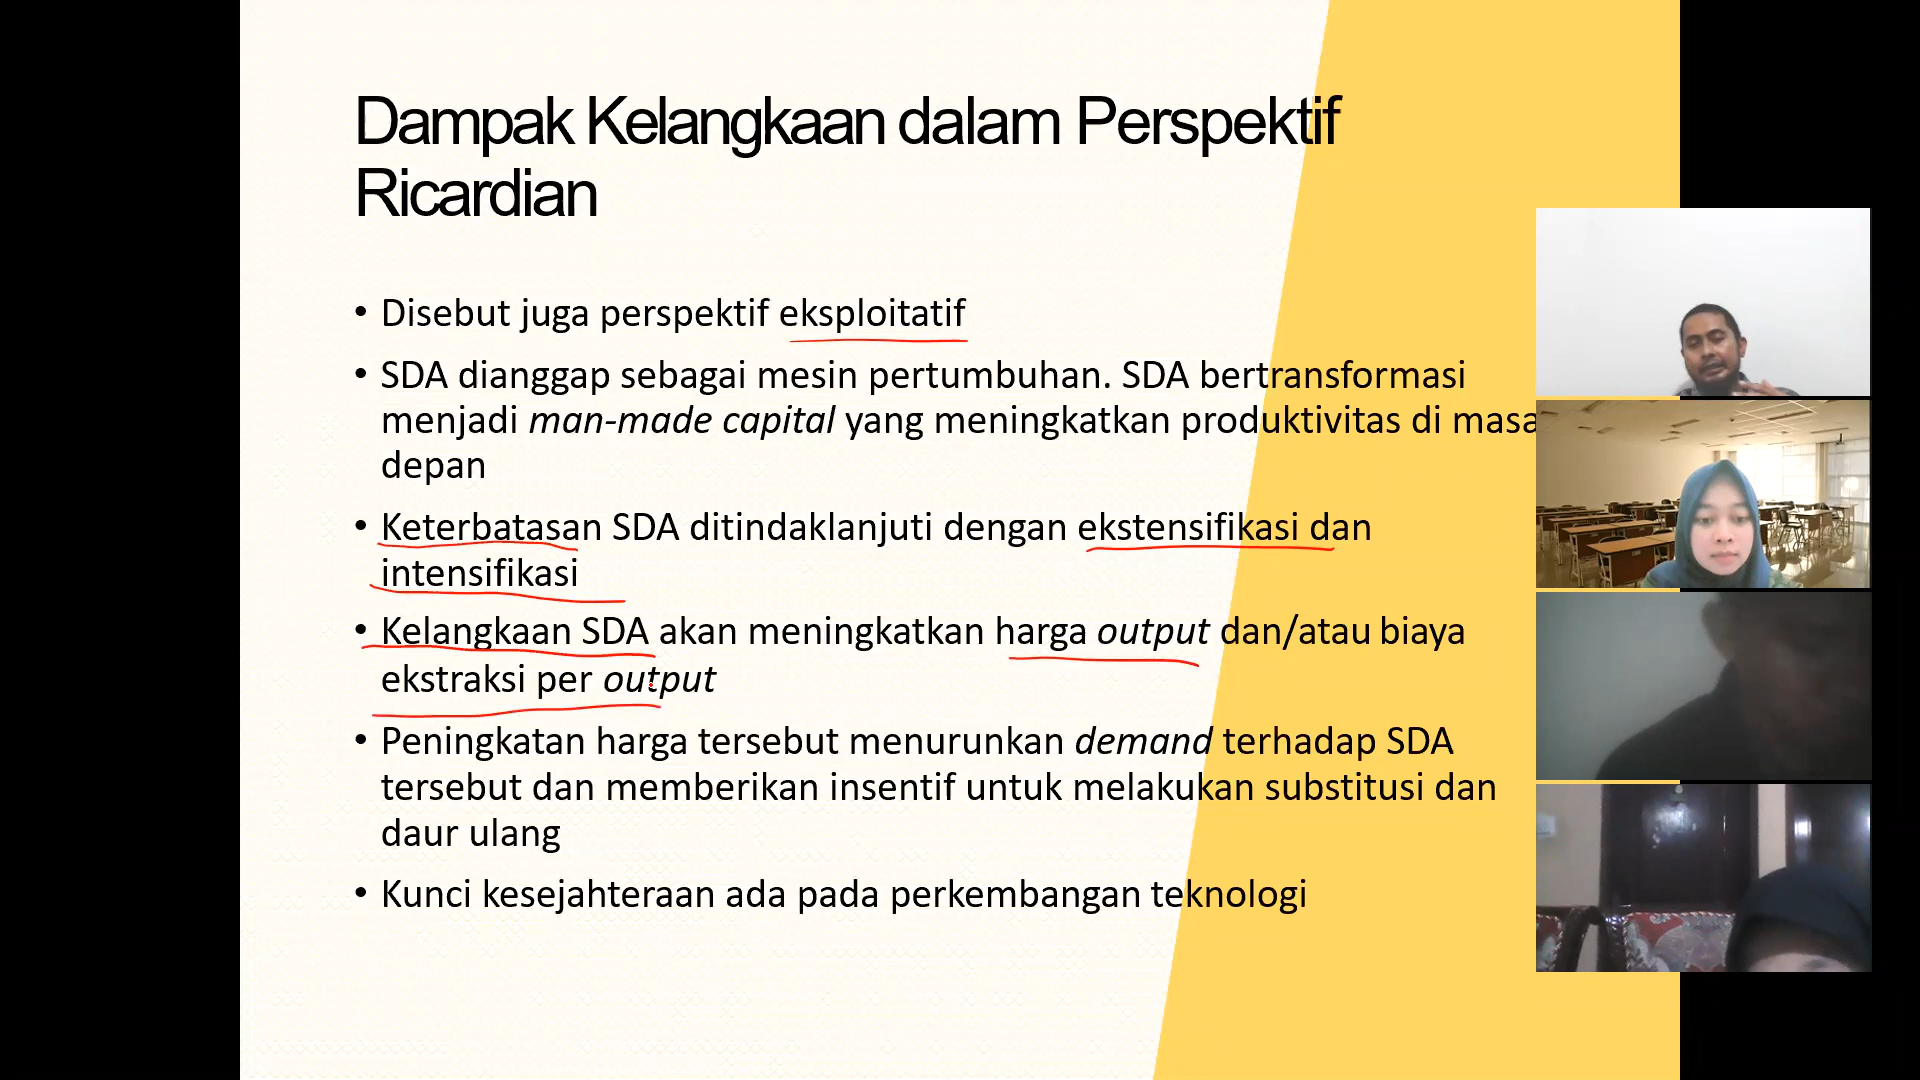 Dampak Kelangkaan dalam Perspektif
Ricardian
• Disebut juga perspektif eksploitatif
• SDA dianggap sebagai mesin pertumbuhan. SDA bertransformasi
menjadi man-made capital yang meningkatkan produktivitas di masa
depan
• Keterbatasan SDA ditindaklanjuti dengan ekstensifikasi dan
intensifikasi
• Kelangkaan SDA akan meningkatkan harga output dan/atau biaya
ekstraksi per output
• Peningkatan harga tersebut menurunkan demand terhadap SDA
tersebut dan memberikan insentif untuk melakukan substitusi dan
daur ulang
• Kunci kesejahteraan ada pada perkembangan teknologi